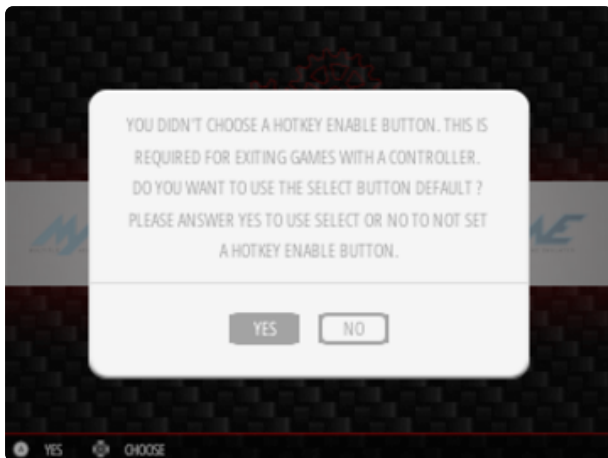 YOU DIDN'T CHOOSE A HOTKEY ENABLE BUTTON. THIS IS
REQUIRED FOR EXITING GAMES WITH A CONTROLLER.
DO YOU WANT TO USE THE SELECT BUTTON DEFAULT ?
PLEASE ANSWER YES TO USE SELECT OR NO TO NOT SET
A HOTKEY ENABLE BUTTON.
YES NO
YES CHOOSE